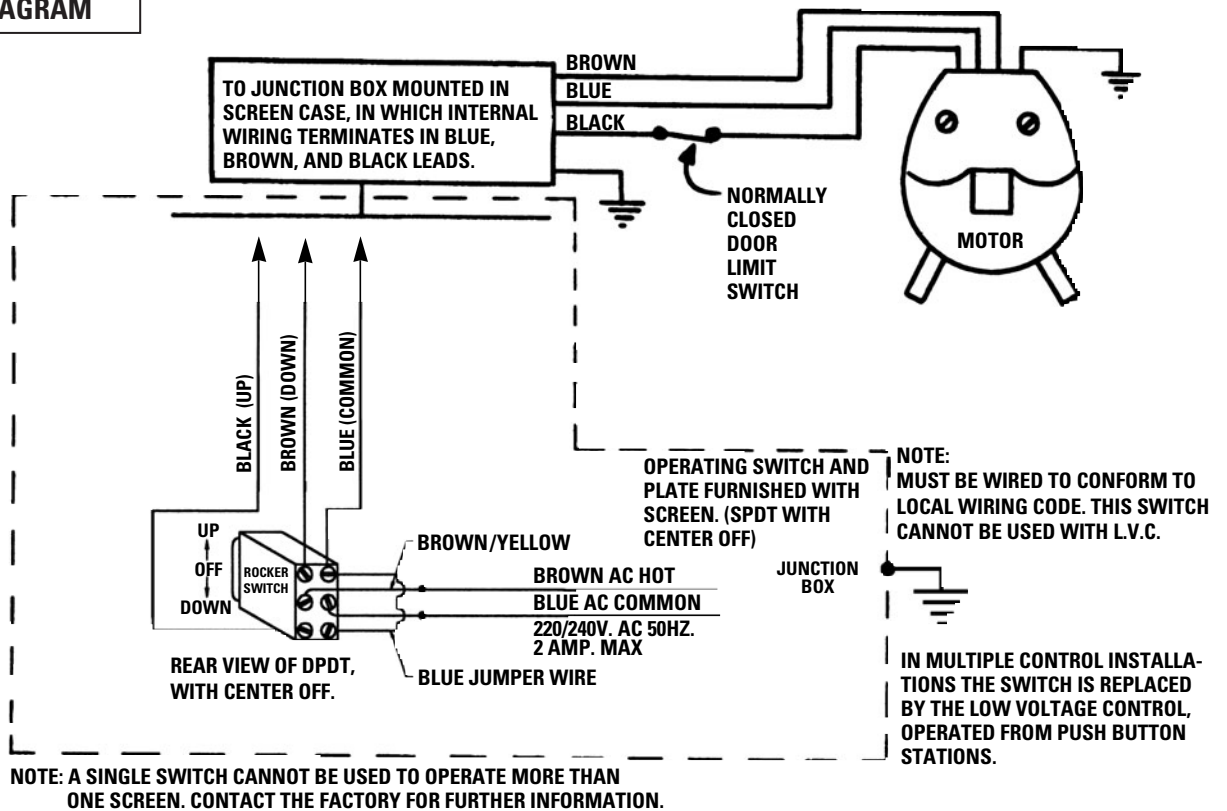 AGRAM
TO JUNCTION BOX MOUNTED IN
SCREEN CASE, IN WHICH INTERNAL
WIRING TERMINATES IN BLUE,
BROWN, AND BLACK LEADS.
BROWN
BLUE
BLACK
NORMALLY
CLOSED
DOOR
LIMIT
SWITCH
MOTOR
BLACK (UP)
BROWN (DOWN)
BLUE (COMMON)
OPERATING SWITCH AND
PLATE FURNISHED WITH
SCREEN. (SPDT WITH
CENTER OFF)
NOTE:
MUST BE WIRED TO CONFORM TO
LOCAL WIRING CODE. THIS SWITCH
CANNOT BE USED WITH L.V.C.
UP
OFF
DOWN
ROCKER
SWITCH
BROWN/YELLOW
BROWN AC HOT
BLUE AC COMMON
220/240V. AC 50HZ.
2 AMP. MAX
BLUE JUMPER WIRE
JUNCTION
BOX
REAR VIEW OF DPDT,
WITH CENTER OFF.
IN MULTIPLE CONTROL INSTALLA-
TIONS THE SWITCH IS REPLACED
BY THE LOW VOLTAGE CONTROL,
OPERATED FROM PUSH BUTTON
STATIONS.
NOTE: A SINGLE SWITCH CANNOT BE USED TO OPERATE MORE THAN
ONE SCREEN. CONTACT THE FACTORY FOR FURTHER INFORMATION.